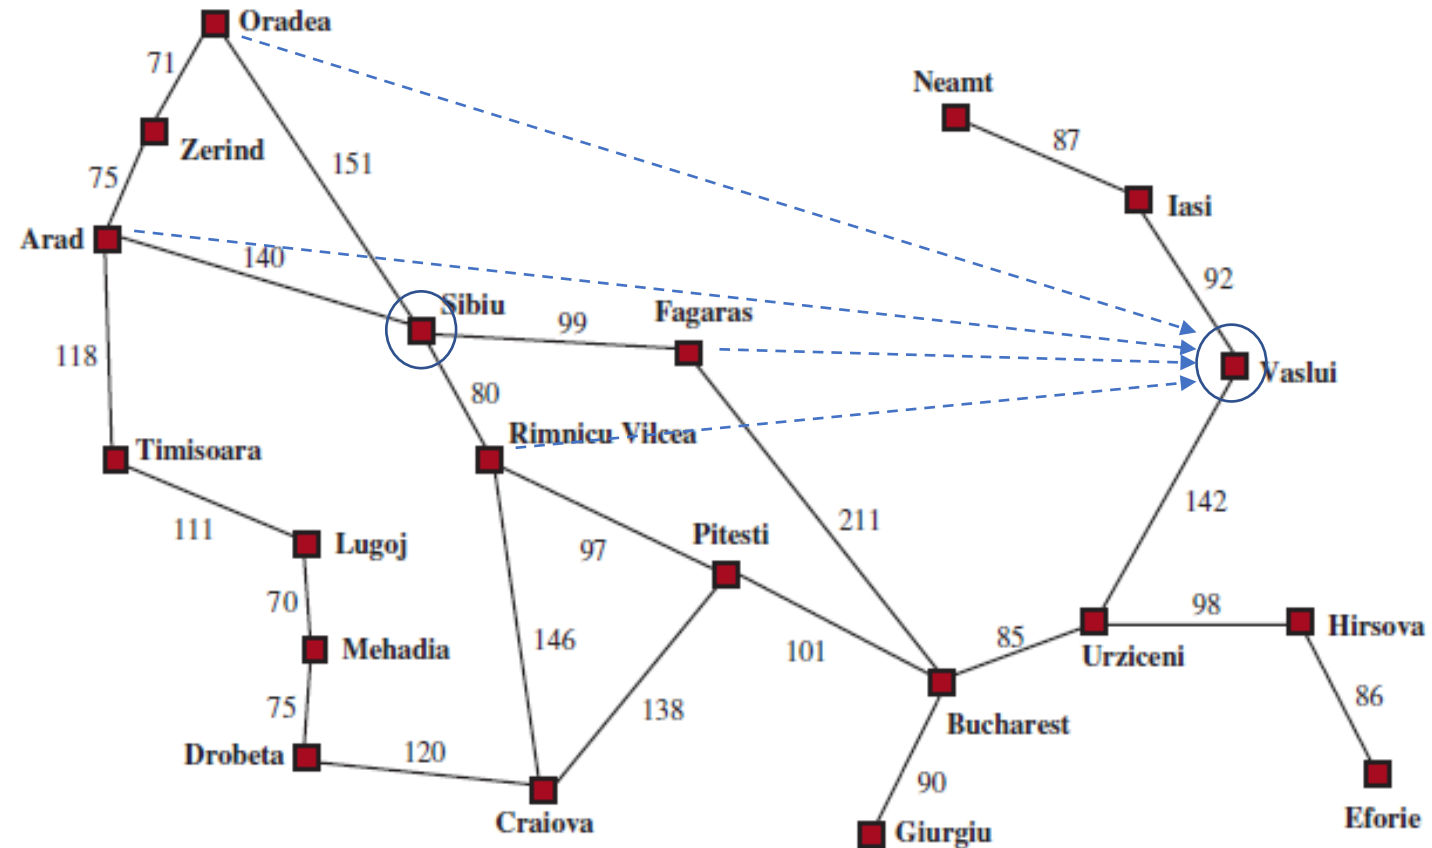 Oradea
71
Neamt
87
Zerind
151
75
Iasi
Arad
140
92
Sibiu
99
Fagaras
118
Vaslui
80
Timisoara
Rimnicu Vilcea
142
111
Lugoj
97
Pitesti
211
70
146
101
85
98
Hirsova
Mehadia
Urziceni
75
138
86
Bucharest
Drobeta
120
90
Craiova
Giurgiu
Eforie